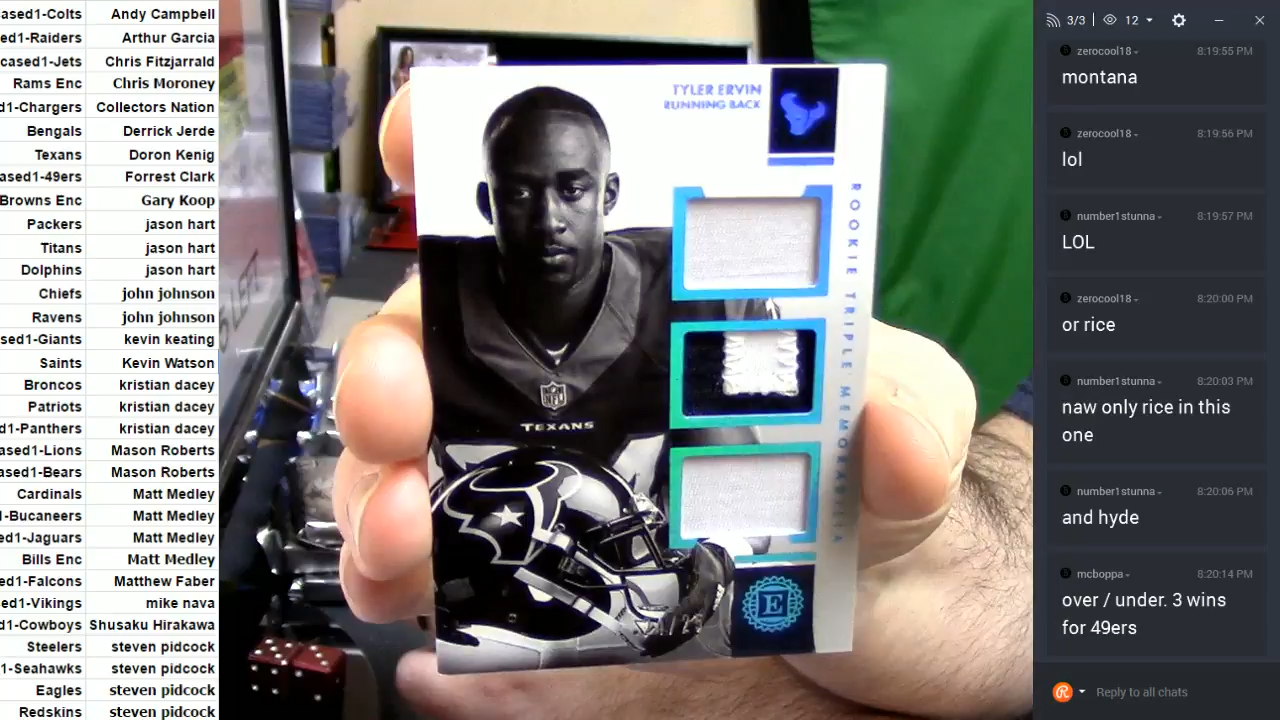 ased1-Colts Andy Campbell
ed1-Raiders Arthur Garcia
cased1-Jets Chris Fitzjarrald
Rams Enc Chris Moroney
d1-Chargers Collectors Nation
Bengals Derrick Jerde
Texans Doron Kenig
ased1-49ers Forrest Clark
Browns Enc Gary Koop
Packers jason hart
Titans jason hart
Dolphins jason hart
Chiefs john johnson
Ravens john johnson
sed1-Giants kevin keating
Saints Kevin Watson
Broncos kristian dacey
Patriots kristian dacey
d1-Panthers kristian dacey
ased1-Lions Mason Roberts
ased1-Bears Mason Roberts
Cardinals Matt Medley
1-Bucaneers Matt Medley
ed1-Jaguars Matt Medley
Bills Enc Matt Medley
ed1-Falcons Matthew Faber
sed1-Vikings mike nava
ed1-Cowboys Shusaku Hirakawa
Steelers steven pidcock
1-Seahawks steven pidcock
Eagles steven pidcock
Redskins steven pidcock
TYLER ERVIN
RUNNING BACK
ROOKIE TRIPLE MEMORABILIA
NFL
TEXANS
E
3/3 12
zerocool18 8:19:55 PM
montana
zerocool18 8:19:56 PM
lol
number1stunna 8:19:57 PM
LOL
zerocool18 8:20:00 PM
or rice
number1stunna 8:20:03 PM
naw only rice in this
one
number1stunna 8:20:06 PM
and hyde
mcboppa 8:20:14 PM
over / under. 3 wins
for 49ers
Reply to all chats